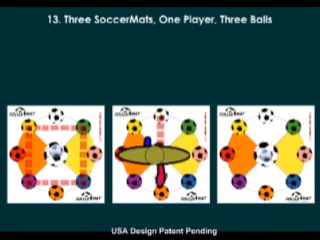 13. Three SoccerMats, One Player, Three Balls
USA Design Patent Pending